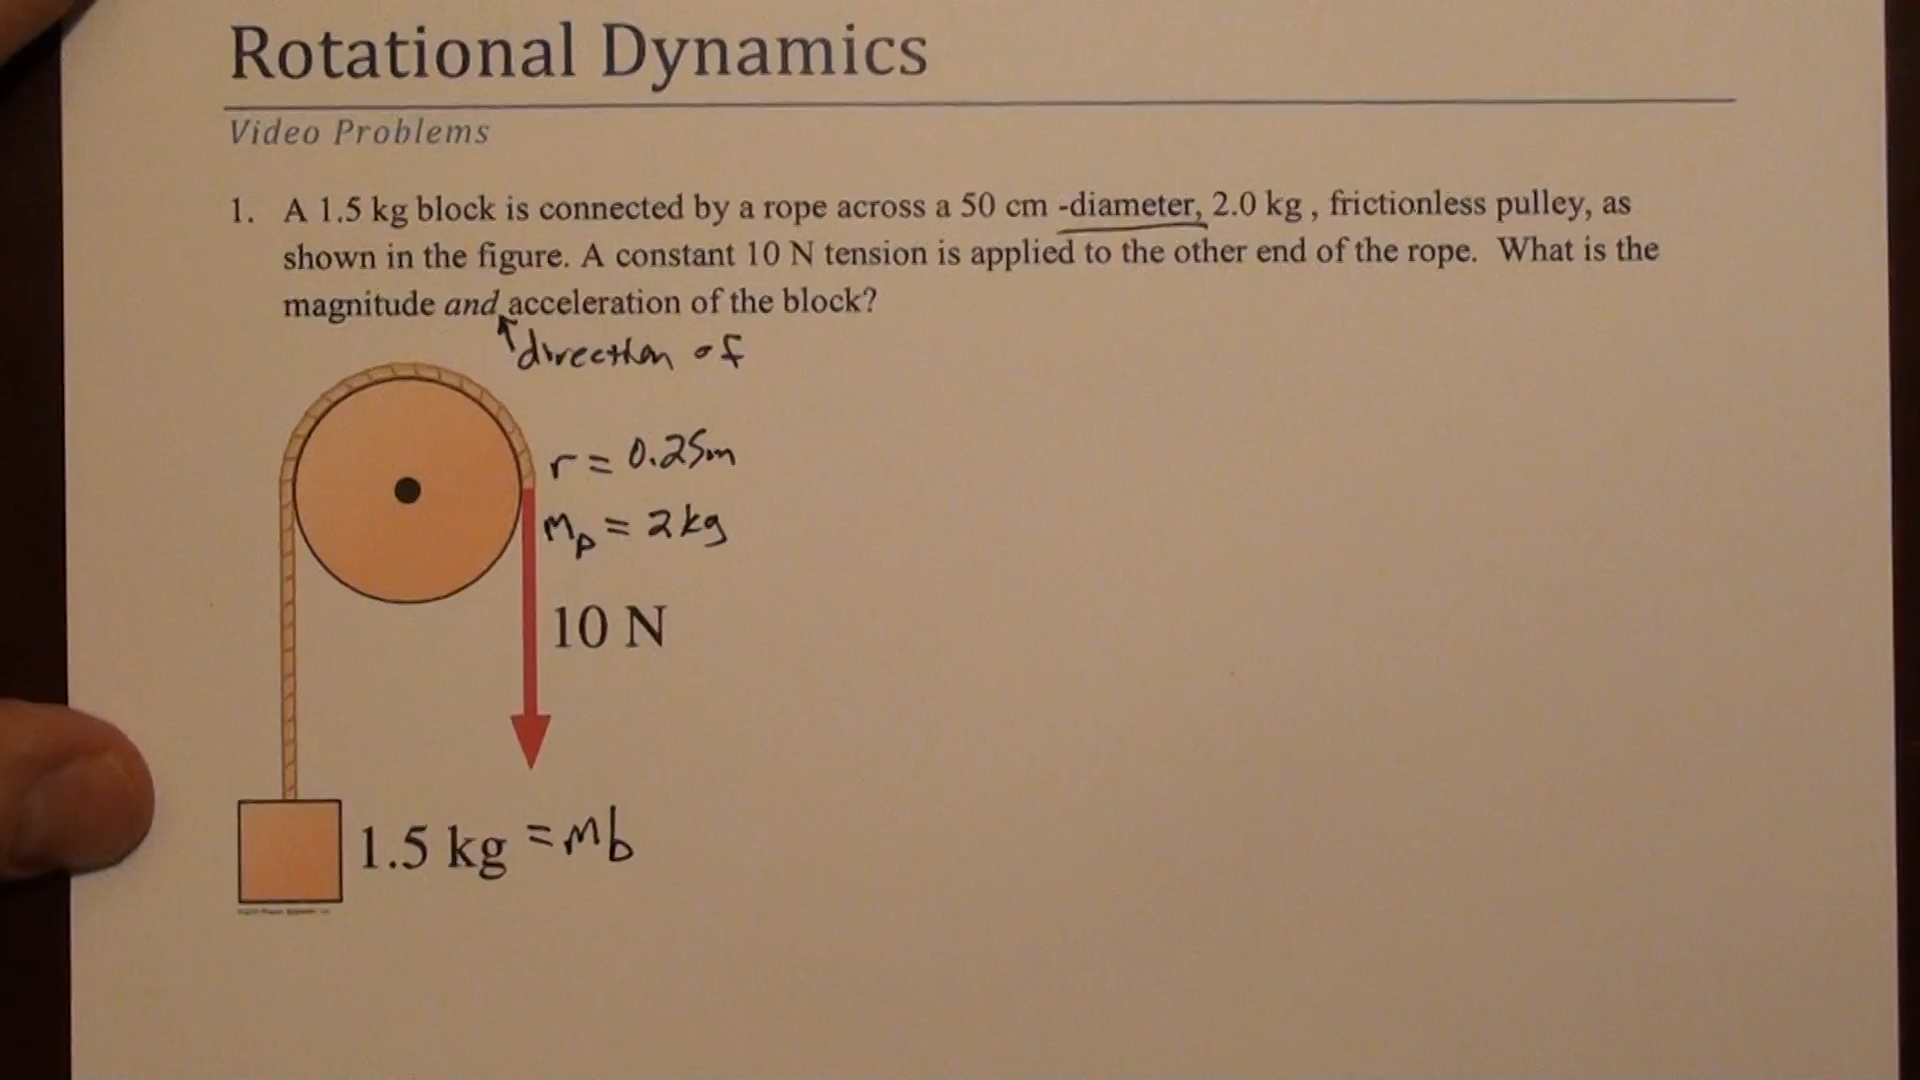 Rotational Dynamics
Video Problems
1. A 1.5 kg block is connected by a rope across a 50 cm -diameter, 2.0 kg , frictionless pulley, as
shown in the figure. A constant 10 N tension is applied to the other end of the rope. What is the
magnitude and acceleration of the block?
direction of
r = 0.25m
mp = 2kg
10 N
1.5 kg = mb